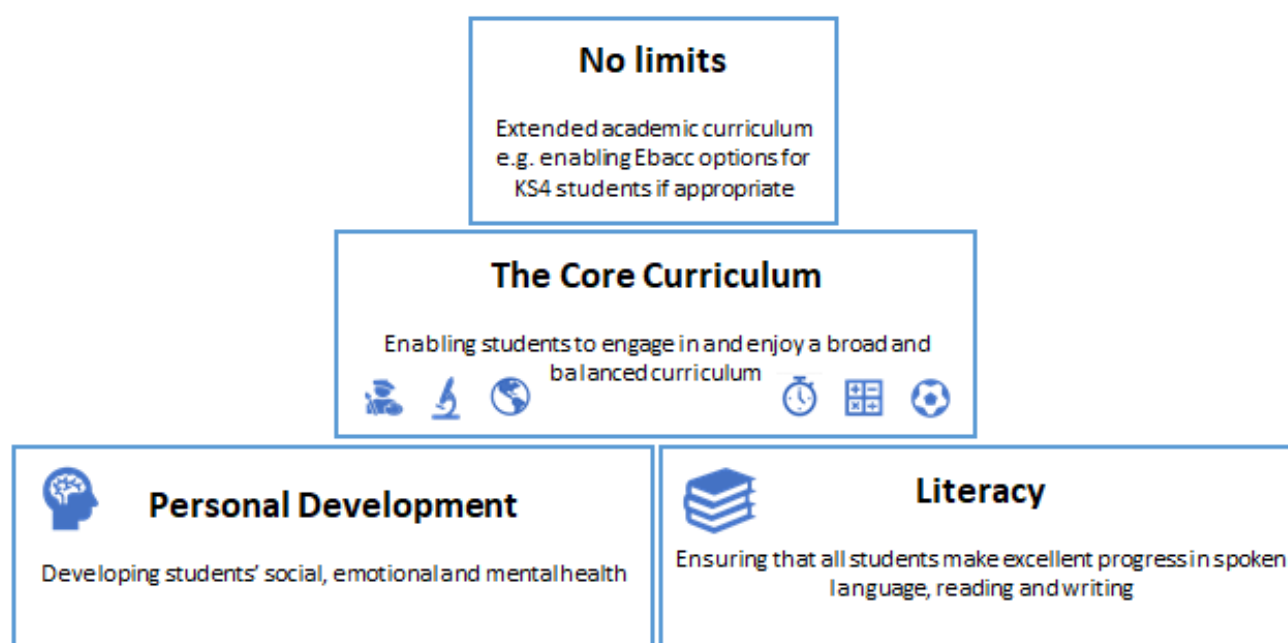 No limits
Extended academic curriculum
e.g. enabling Ebacc options for
KS4 students if appropriate
The Core Curriculum
Enabling students to engage in and enjoy a broad and
balanced curriculum
Personal Development
Developing students' social, emotional and mental health
Literacy
Ensuring that all students make excellent progress in spoken
language, reading and writing